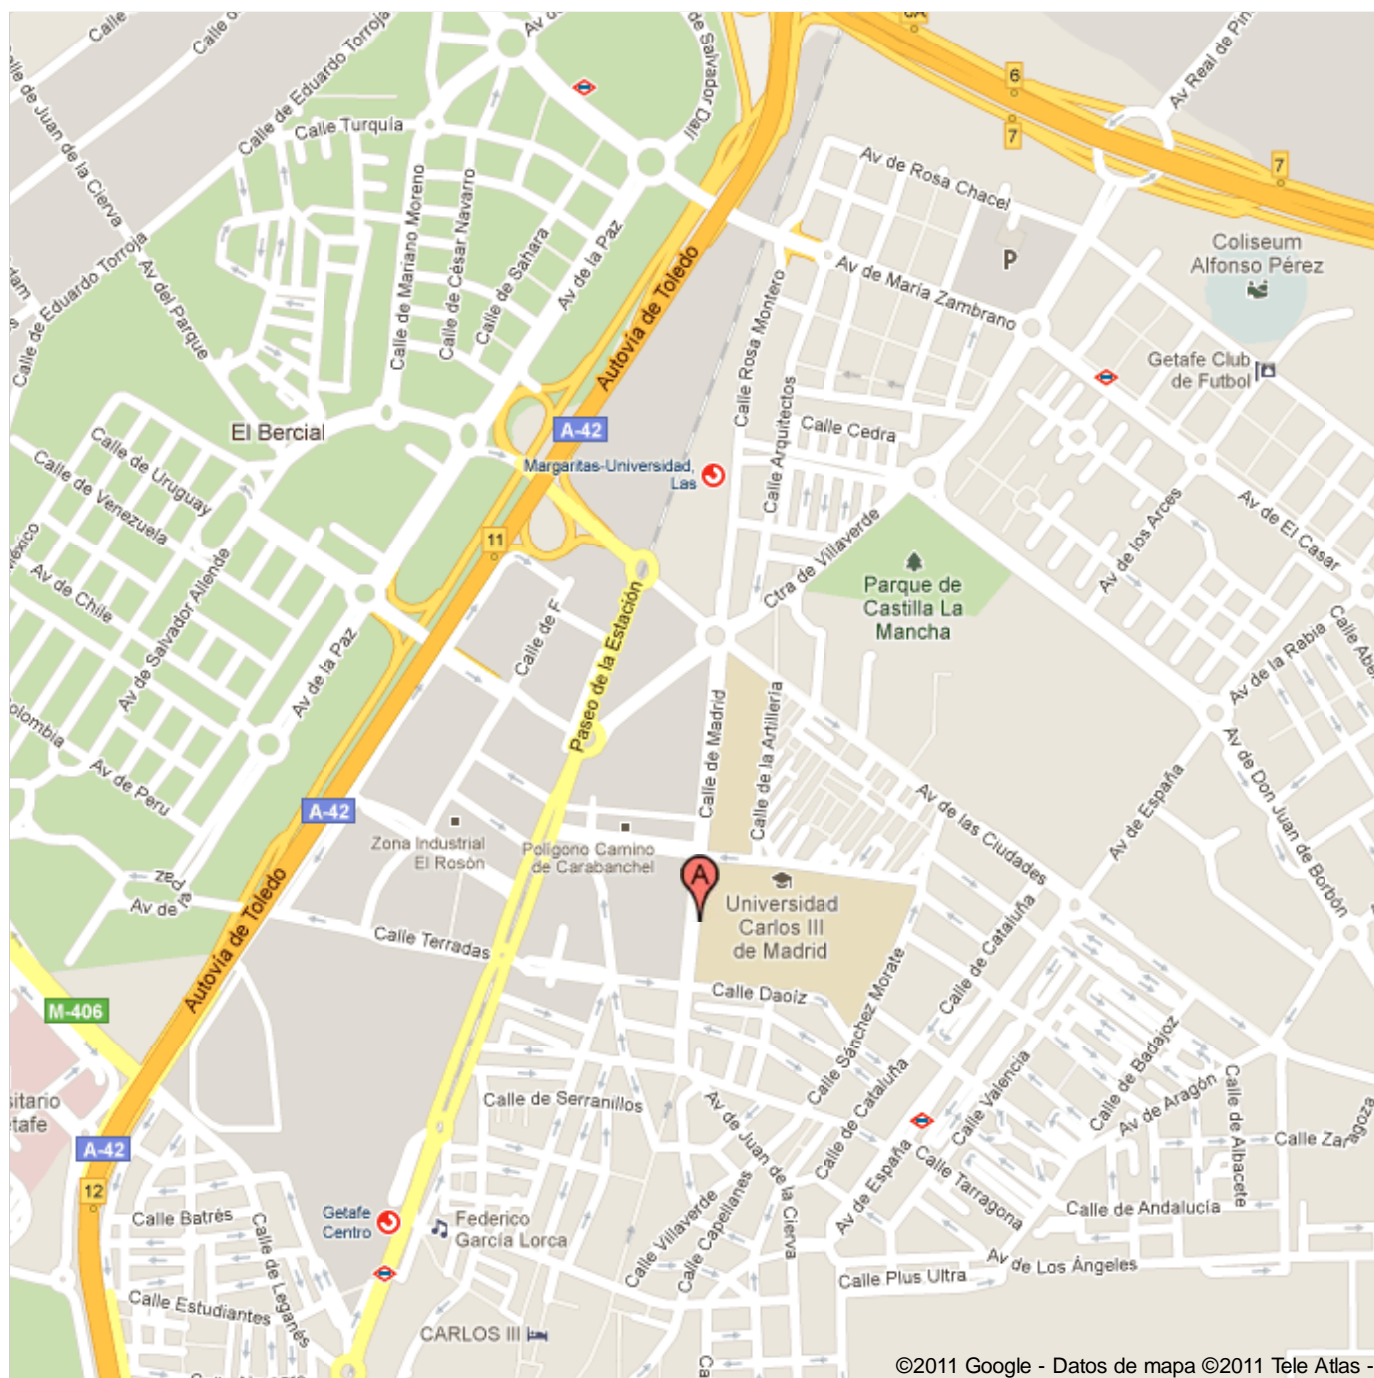 Calle de Juan de la Cierva
Calle de Eduardo Torroja
Calle Turquía
de Salvador Dalí
6
7
7
Av Real de Pin
Av de Rosa Chacel
P
Coliseum
Alfonso Pérez
Calle de Mariano Moreno
Calle de César Navarro
Calle de Sahara
Av de la Paz
Autovía de Toledo
Av de María Zambrano
Calle de Eduardo Torroja
Av del Parque
Calle Rosa Montero
Calle Arquitectos
Getafe Club
de Futbol
Calle Cedra
El Bercial
A-42
Margaritas-Universidad,
Las
Calle de Uruguay
Calle de Venezuela
México
Av de Chile
Av de Salvador Allende
11
Ctra de Villaverde
Av de los Arces
Av de El Casar
Parque de
Castilla La
Mancha
Calle de F
Paseo de la Estación
Av de la Paz
Calle de Madrid
Calle de la Artillería
Av de la Rabia
Calle Abe
olombia
Av de Peru
A-42
Av de España
Av de Don Juan de Borbón
Av de las Ciudades
Zona Industrial
El Rosón
Polígono Camino
de Carabanchel
A
Universidad
Carlos III
de Madrid
Av de la Paz
Autovía de Toledo
Calle Terradas
Calle Daoíz
Calle Sánchez Morate
Calle de Cataluña
M-406
sitario
tafe
A-42
12
Calle de Serranillos
Av de Juan de la Cierva
Calle de Cataluña
Calle Valencia
Calle de Badajoz
Av de Aragón
Calle de Albacete
Calle Zaragoza
Av de España
Calle Tarragona
Calle de Andalucía
Calle Batrés
Calle de Leganés
Getafe
Centro
Federico
García Lorca
Calle Villaverde
Calle Capellanes
Av de Los Ángeles
Calle Plus Ultra
Calle Estudiantes
CARLOS III
©2011 Google - Datos de mapa ©2011 Tele Atlas -